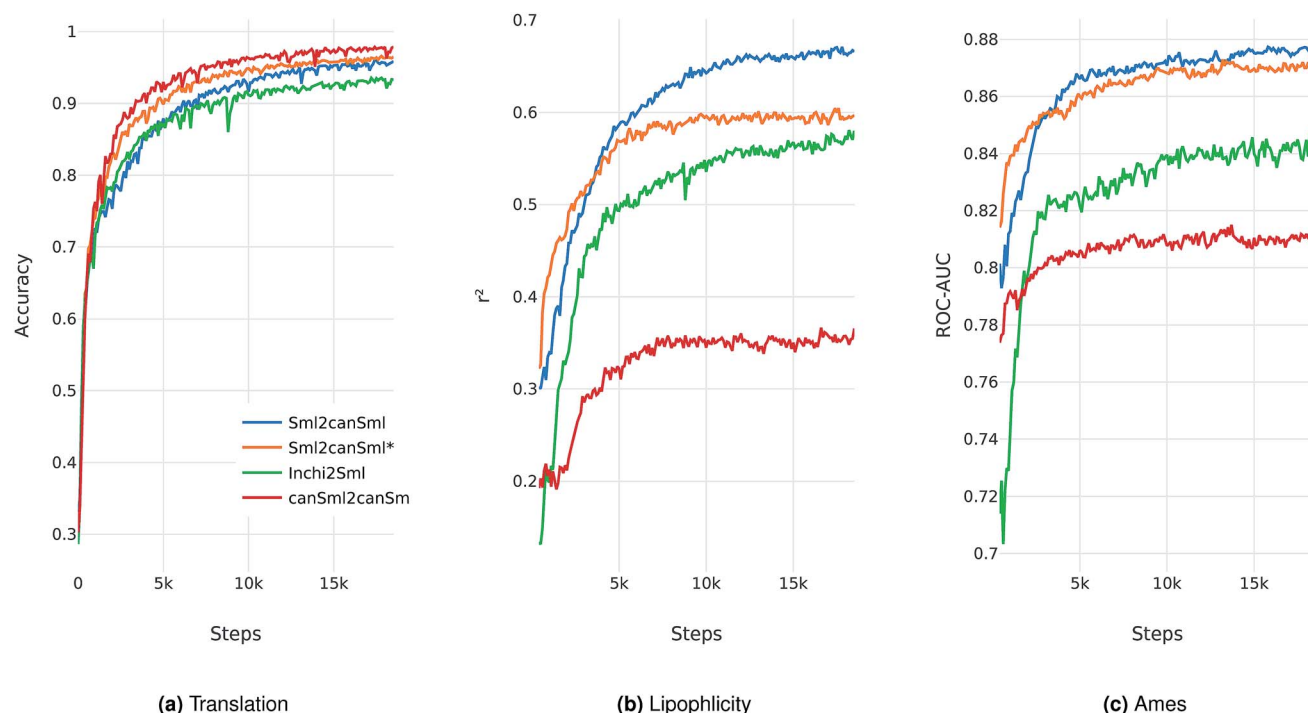 1
0.9
0.8
0.7
0.6
0.5
0.4
0.3
Accuracy
0
5k
10k
15k
Steps
Sml2canSml
Sml2canSml*
Inchi2Sml
canSml2canSm
(a) Translation
0.7
0.6
0.5
0.4
0.3
0.2
r²
5k
10k
15k
Steps
(b) Lipophlicity
0.88
0.86
0.84
0.82
0.8
0.78
0.76
0.74
0.72
0.7
ROC-AUC
5k
10k
15k
Steps
(c) Ames